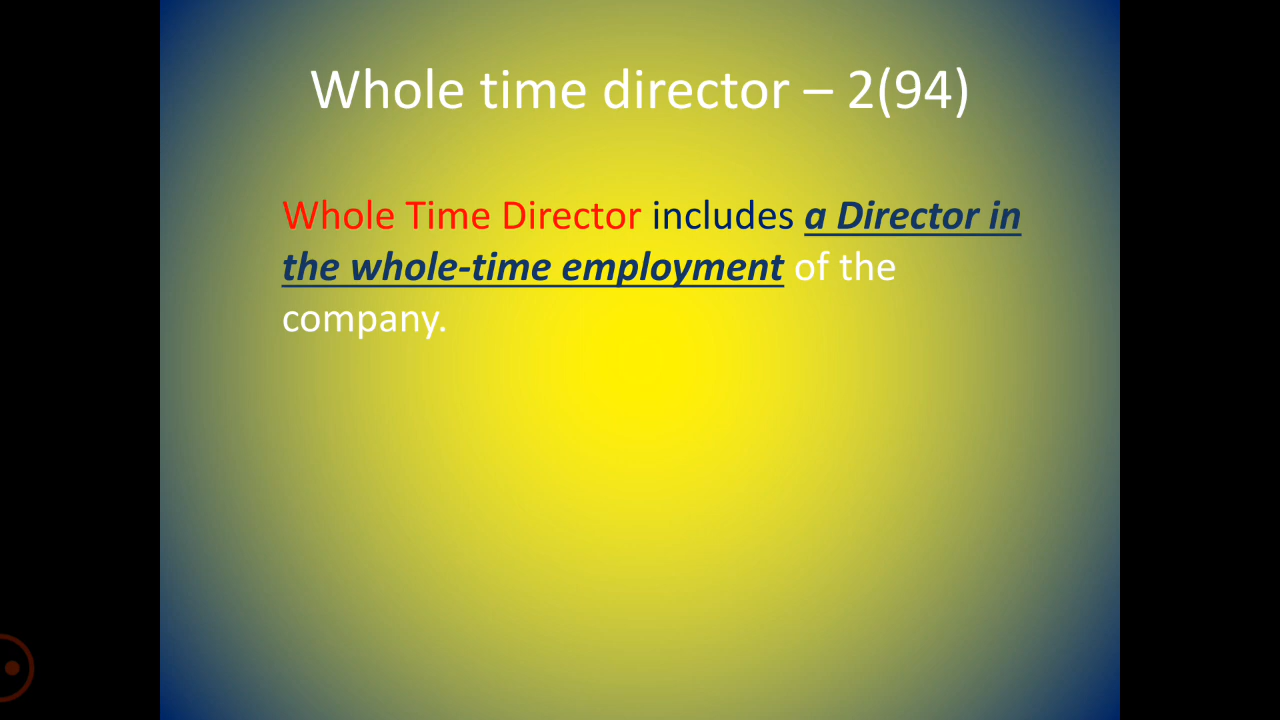 Whole time director – 2(94)
Whole Time Director includes a Director in
the whole-time employment of the
company.